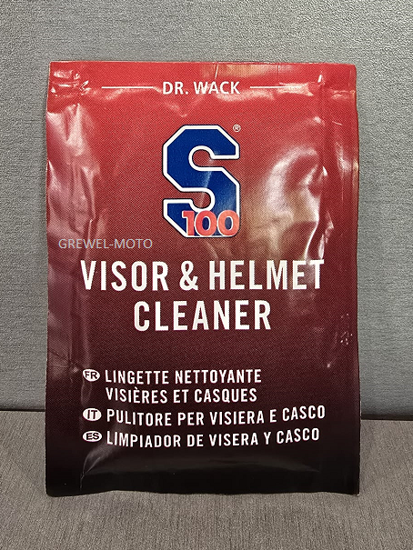 DR. WACK
S®
100
GREWEL-MOTO
VISOR & HELMET
CLEANER
FR LINGETTE NETTOYANTE
VISIÈRES ET CASQUES
IT PULITORE PER VISIERA E CASCO
ES LIMPIADOR DE VISERA Y CASCO